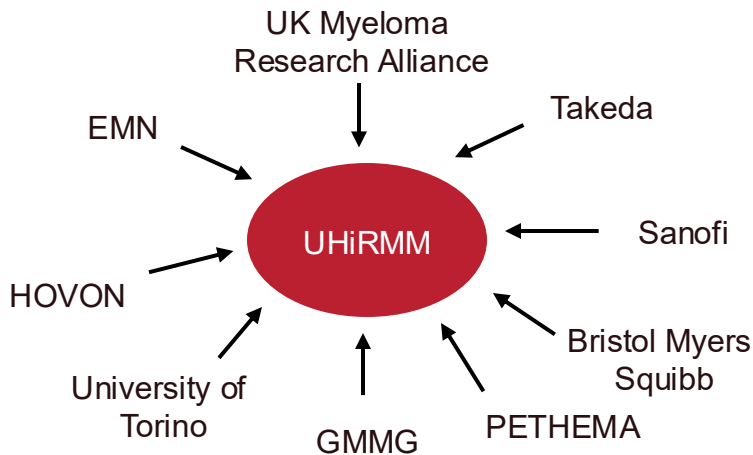 UK Myeloma
Research Alliance
Takeda
EMN
Sanofi
UHiRMM
HOVON
Bristol Myers
Squibb
University of
Torino
PETHEMA
GMMG